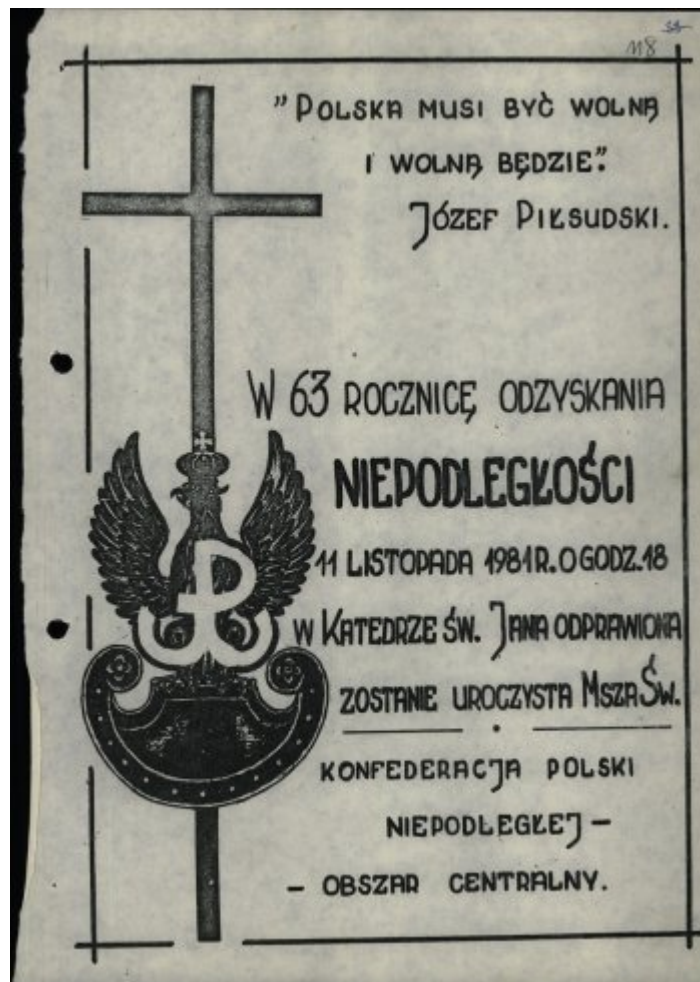 118
"POLSKA MUSI BYĆ WOLNĄ
I WOLNĄ BĘDZIE."
JÓZEF PIŁSUDSKI.
W 63 ROCZNICĘ ODZYSKANIA
NIEPODLEGŁOŚCI
11 LISTOPADA 1981R. O GODZ. 18
W KATEDRZE ŚW. JANA ODPRAWIONA
ZOSTANIE UROCZYSTA MSZA ŚW.
KONFEDERACJA POLSKI
NIEPODLEGŁEJ –
– OBSZAR CENTRALNY.